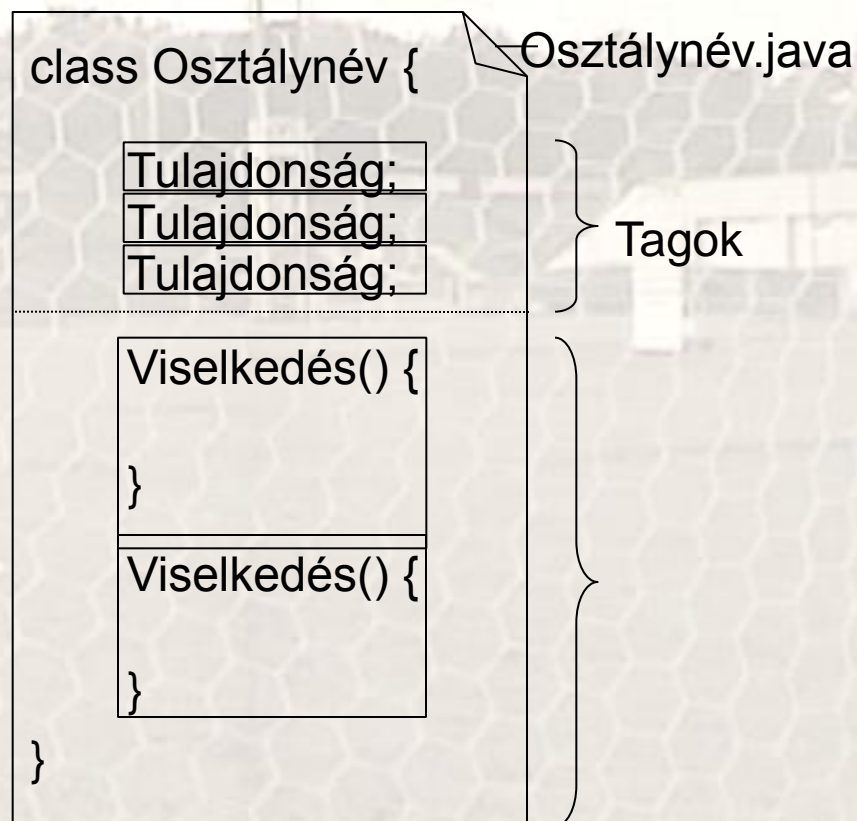 class Osztálynév {
Osztálynév.java
Tulajdonság;
Tulajdonság;
Tulajdonság;
Tagok
Viselkedés() {
}
Viselkedés() {
}
}